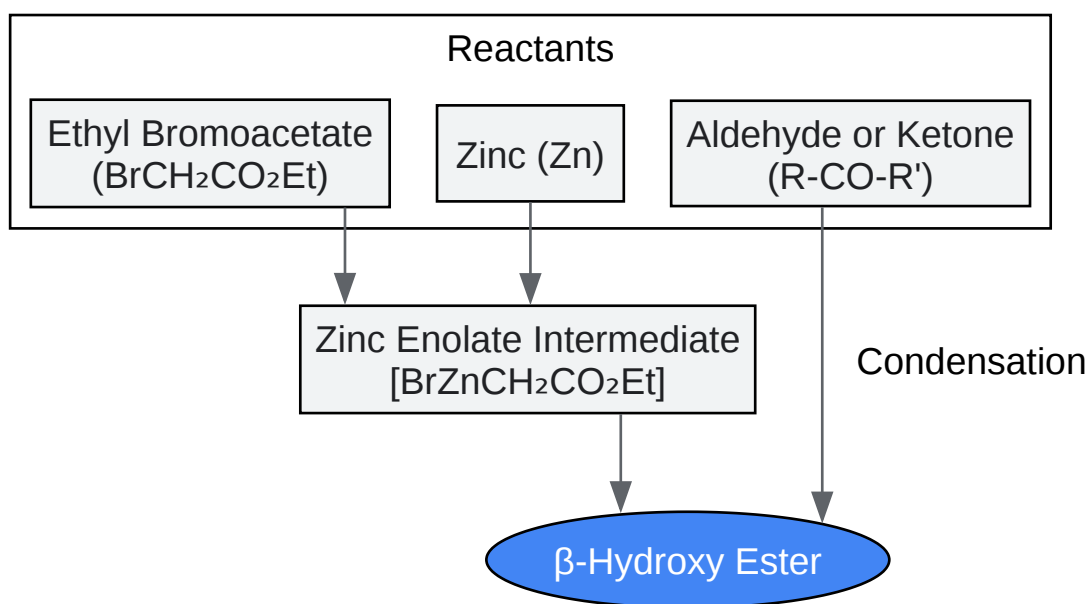 Reactants
Ethyl Bromoacetate
(BrCH₂CO₂Et)
Zinc (Zn)
Aldehyde or Ketone
(R-CO-R')
Zinc Enolate Intermediate
[BrZnCH₂CO₂Et]
Condensation
β-Hydroxy Ester